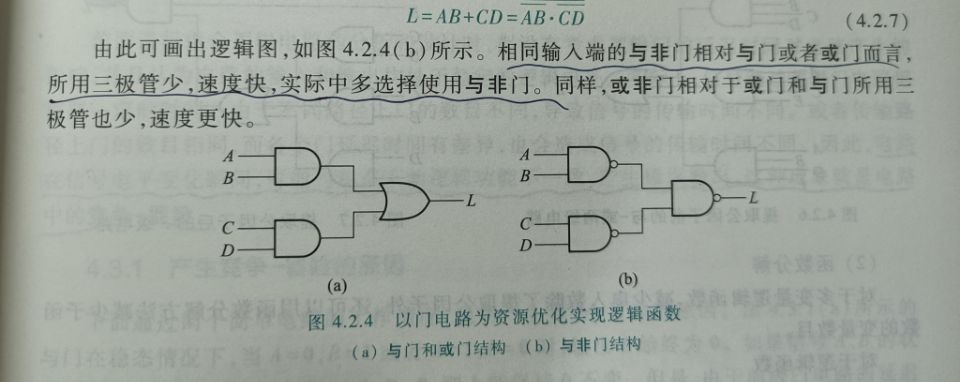 L=AB+CD=\overline{\overline{AB}·\overline{CD}} (4.2.7)
由此可画出逻辑图,如图 4.2.4(b)所示。相同输入端的与非门相对与门或者或门而言,
所用三极管少,速度快,实际中多选择使用与非门。同样,或非门相对于或门和与门所用三
极管也少,速度更快。
A
B
C
D
L
(a)
A
B
C
D
L
(b)
图 4.2.4 以门电路为资源优化实现逻辑函数
(a) 与门和或门结构 (b) 与非门结构